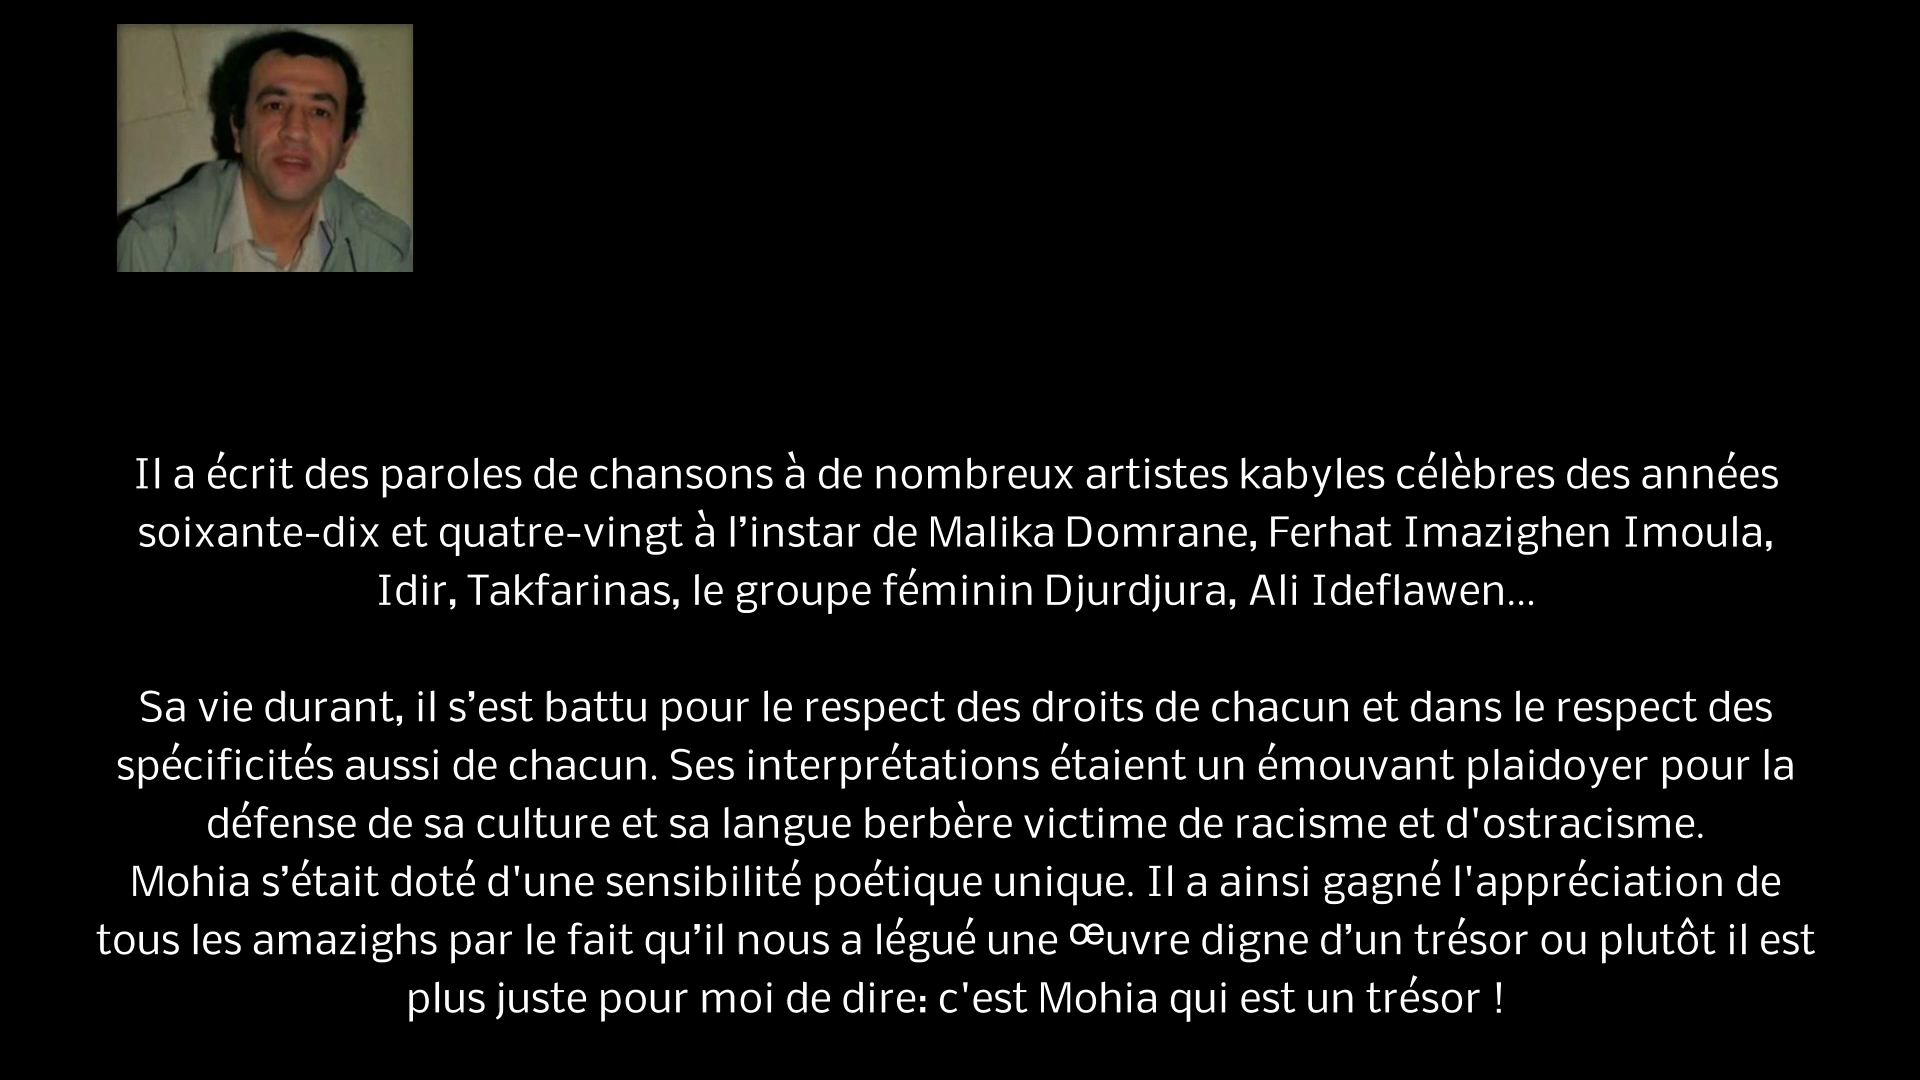 Il a écrit des paroles de chansons à de nombreux artistes kabyles célèbres des années
soixante-dix et quatre-vingt à l’instar de Malika Domrane, Ferhat Imazighen Imoula,
Idir, Takfarinas, le groupe féminin Djurdjura, Ali Ideflawen...
Sa vie durant, il s’est battu pour le respect des droits de chacun et dans le respect des
spécificités aussi de chacun. Ses interprétations étaient un émouvant plaidoyer pour la
défense de sa culture et sa langue berbère victime de racisme et d'ostracisme.
Mohia s’était doté d'une sensibilité poétique unique. Il a ainsi gagné l'appréciation de
tous les amazighs par le fait qu’il nous a légué une œuvre digne d’un trésor ou plutôt il est
plus juste pour moi de dire: c'est Mohia qui est un trésor !